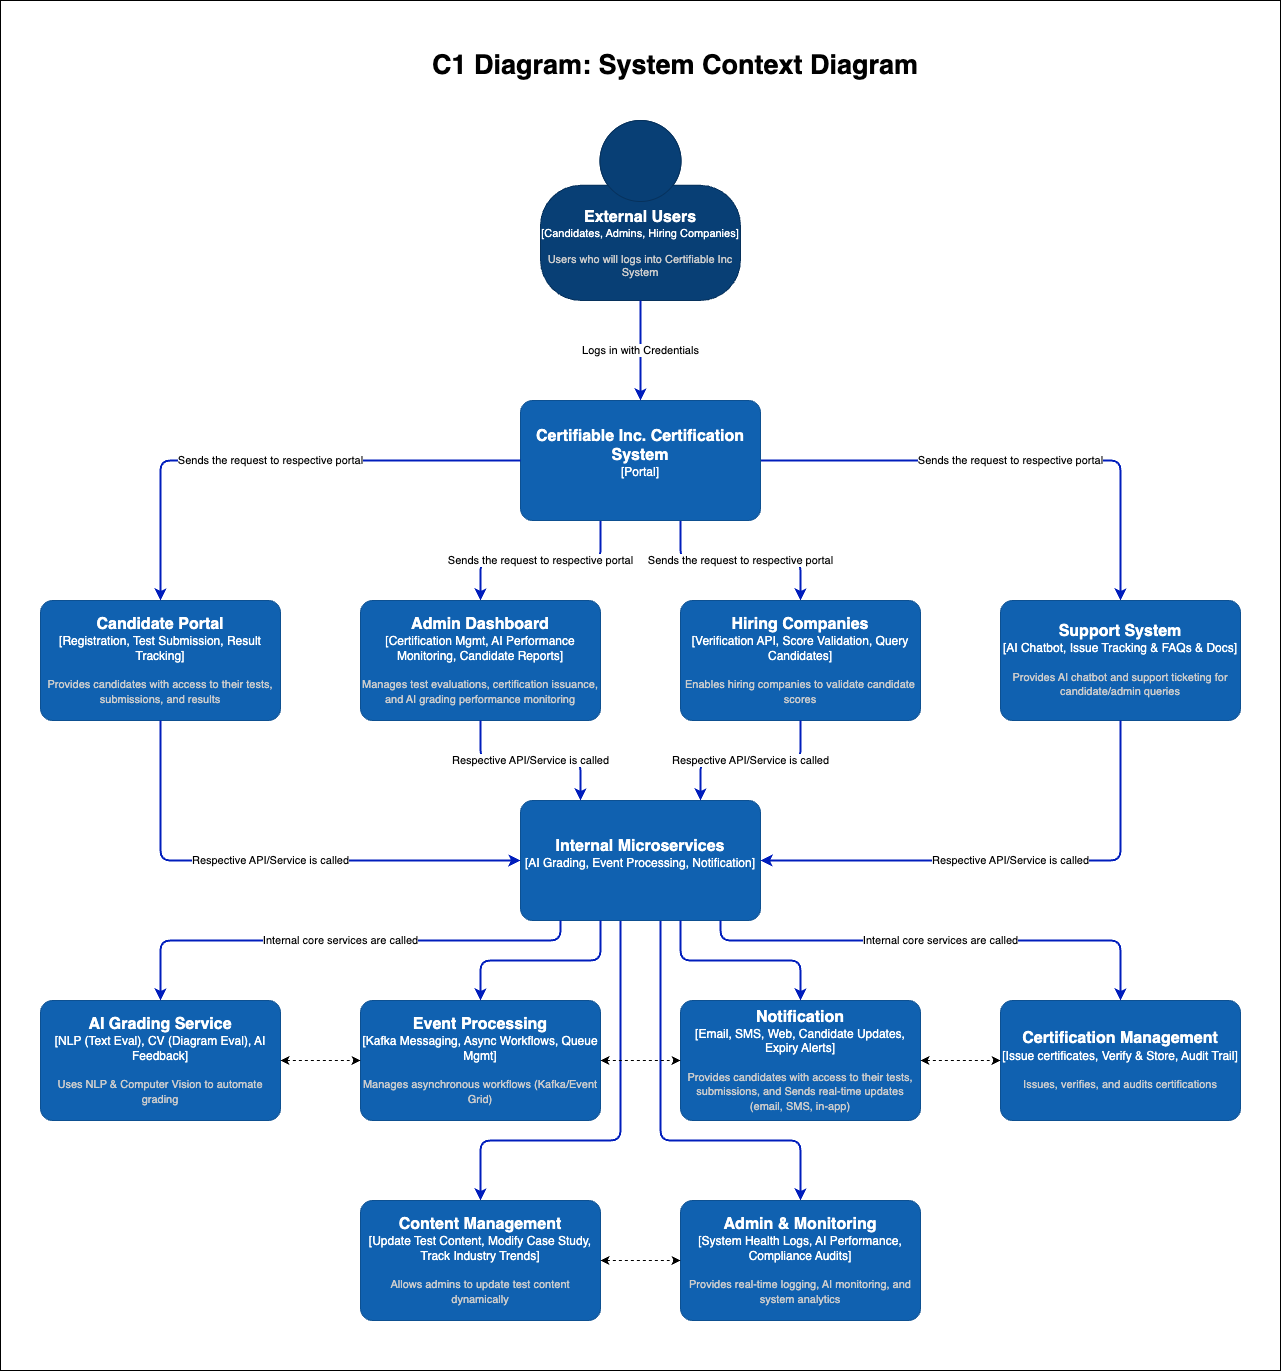 C1 Diagram: System Context Diagram
External Users
[Candidates, Admins, Hiring Companies]
Users who will logs into Certifiable Inc
System
Logs in with Credentials
Certifiable Inc. Certification
System
[Portal]
Sends the request to respective portal
Sends the request to respective portal
Sends the request to respective portal
Sends the request to respective portal
Candidate Portal
[Registration, Test Submission, Result
Tracking]
Provides candidates with access to their tests,
submissions, and results
Admin Dashboard
[Certification Mgmt, AI Performance
Monitoring, Candidate Reports]
Manages test evaluations, certification issuance,
and AI grading performance monitoring
Hiring Companies
[Verification API, Score Validation, Query
Candidates]
Enables hiring companies to validate candidate
scores
Support System
[AI Chatbot, Issue Tracking & FAQs & Docs]
Provides AI chatbot and support ticketing for
candidate/admin queries
Respective API/Service is called
Respective API/Service is called
Respective API/Service is called
Respective API/Service is called
Internal Microservices
[AI Grading, Event Processing, Notification]
Internal core services are called
Internal core services are called
AI Grading Service
[NLP (Text Eval), CV (Diagram Eval), AI
Feedback]
Uses NLP & Computer Vision to automate
grading
Event Processing
[Kafka Messaging, Async Workflows, Queue
Mgmt]
Manages asynchronous workflows (Kafka/Event
Grid)
Notification
[Email, SMS, Web, Candidate Updates,
Expiry Alerts]
Provides candidates with access to their tests,
submissions, and Sends real-time updates
(email, SMS, in-app)
Certification Management
[Issue certificates, Verify & Store, Audit Trail]
Issues, verifies, and audits certifications
Content Management
[Update Test Content, Modify Case Study,
Track Industry Trends]
Allows admins to update test content
dynamically
Admin & Monitoring
[System Health Logs, AI Performance,
Compliance Audits]
Provides real-time logging, AI monitoring, and
system analytics